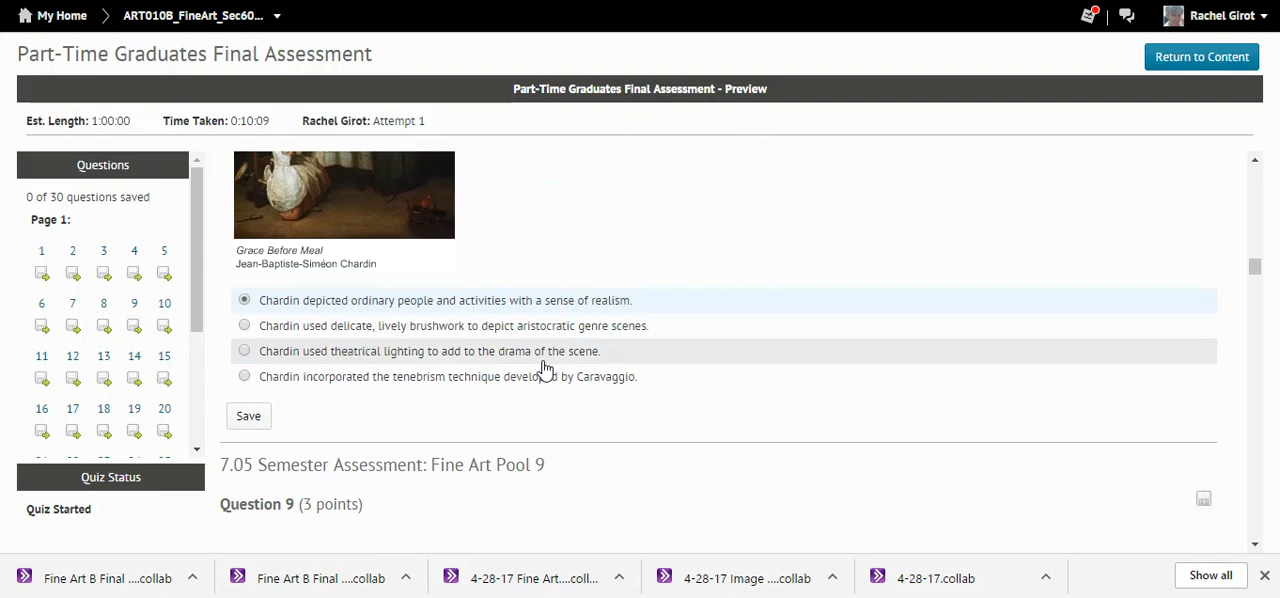 My Home
ART010B_FineArt_Sec60...
Rachel Girot
Part-Time Graduates Final Assessment
Return to Content
Part-Time Graduates Final Assessment - Preview
Est. Length: 1:00:00 Time Taken: 0:10:09 Rachel Girot: Attempt 1
Questions
0 of 30 questions saved
Page 1:
1 2 3 4 5
6 7 8 9 10
11 12 13 14 15
16 17 18 19 20
Quiz Status
Quiz Started
Grace Before Meal
Jean-Baptiste-Siméon Chardin
Chardin depicted ordinary people and activities with a sense of realism.
Chardin used delicate, lively brushwork to depict aristocratic genre scenes.
Chardin used theatrical lighting to add to the drama of the scene.
Chardin incorporated the tenebrism technique developed by Caravaggio.
Save
7.05 Semester Assessment: Fine Art Pool 9
Question 9 (3 points)
Fine Art B Final ....collab
Fine Art B Final ....collab
4-28-17 Fine Art....coll...
4-28-17 Image ....collab
4-28-17.collab
Show all